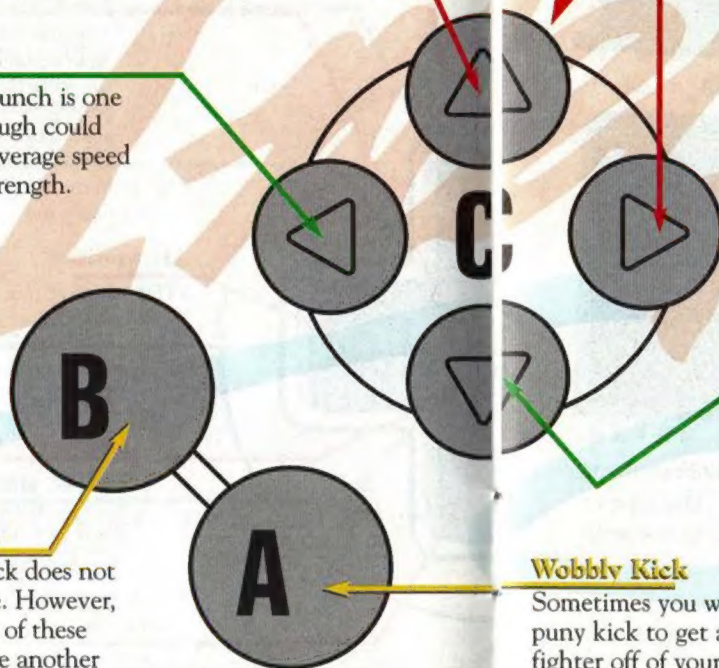 unch is one
ugh could
verage speed
rength.
C
B
A
ck does not
e. However,
of these
e another
Wobbly Kick
Sometimes you w
puny kick to get a
fighter off of your